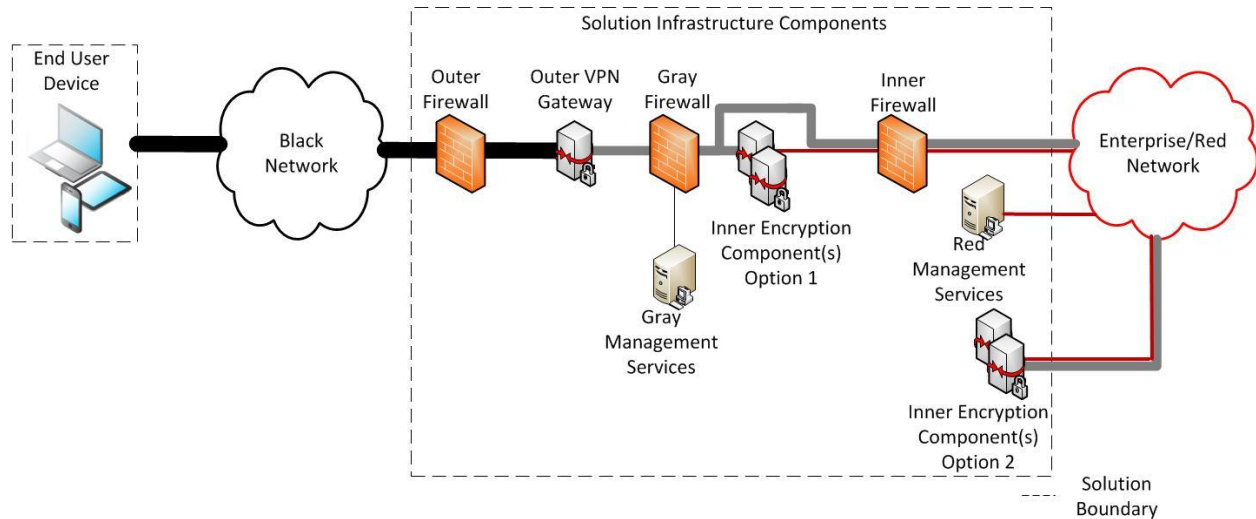 Solution Infrastructure Components
End User
Device
Black
Network
Outer
Firewall
Outer VPN
Gateway
Gray
Firewall
Inner
Firewall
Enterprise/Red
Network
Inner Encryption
Component(s)
Option 1
Gray
Management
Services
Red
Management
Services
Inner Encryption
Component(s)
Option 2
Solution
Boundary